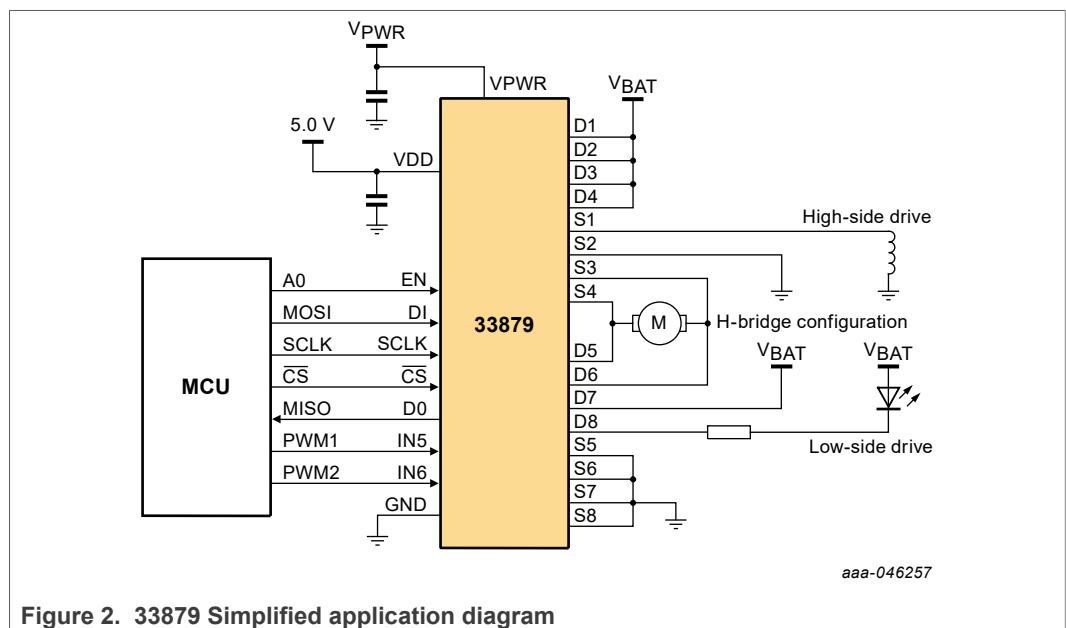 VPWR
VPWR
VBAT
5.0 V
VDD
D1
D2
D3
D4
S1
High-side drive
S2
S3
A0 EN
S4
MOSI DI
33879
M
H-bridge configuration
SCLK SCLK
D5
VBAT VBAT
MCU
CS CS
D6
D7
MISO D0
D8
PWM1 IN5
Low-side drive
S5
PWM2 IN6
S6
S7
GND
S8
aaa-046257
Figure 2. 33879 Simplified application diagram